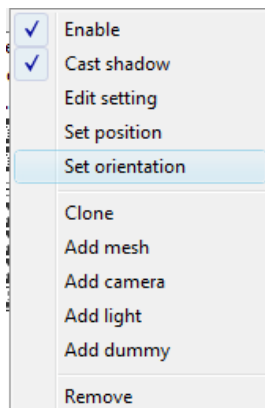 Enable
Cast shadow
Edit setting
Set position
Set orientation
Clone
Add mesh
Add camera
Add light
Add dummy
Remove